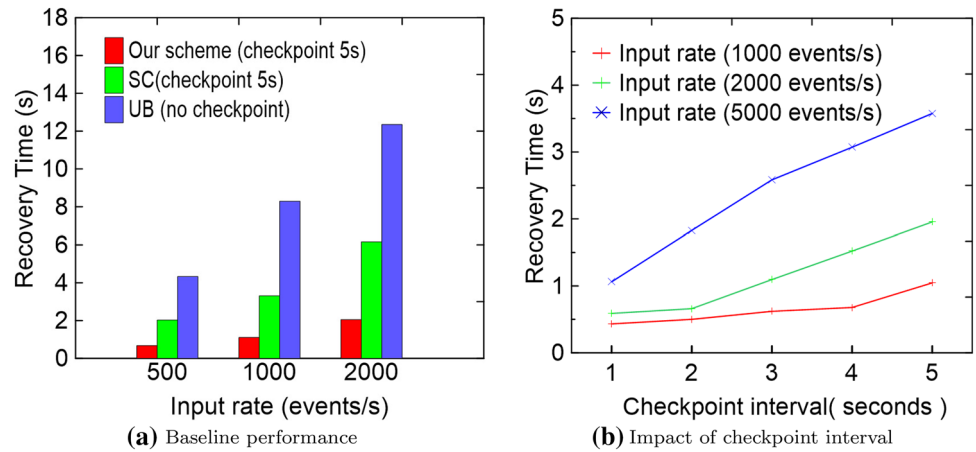 18
16
14
12
10
8
6
4
2
0
Recovery Time (s)
Our scheme (checkpoint 5s)
SC(checkpoint 5s)
UB (no checkpoint)
500 1000 2000
Input rate (events/s)
(a) Baseline performance
5
4
3
2
1
0
Recovery Time (s)
Input rate (1000 events/s)
Input rate (2000 events/s)
Input rate (5000 events/s)
1 2 3 4 5
Checkpoint interval( seconds )
(b) Impact of checkpoint interval